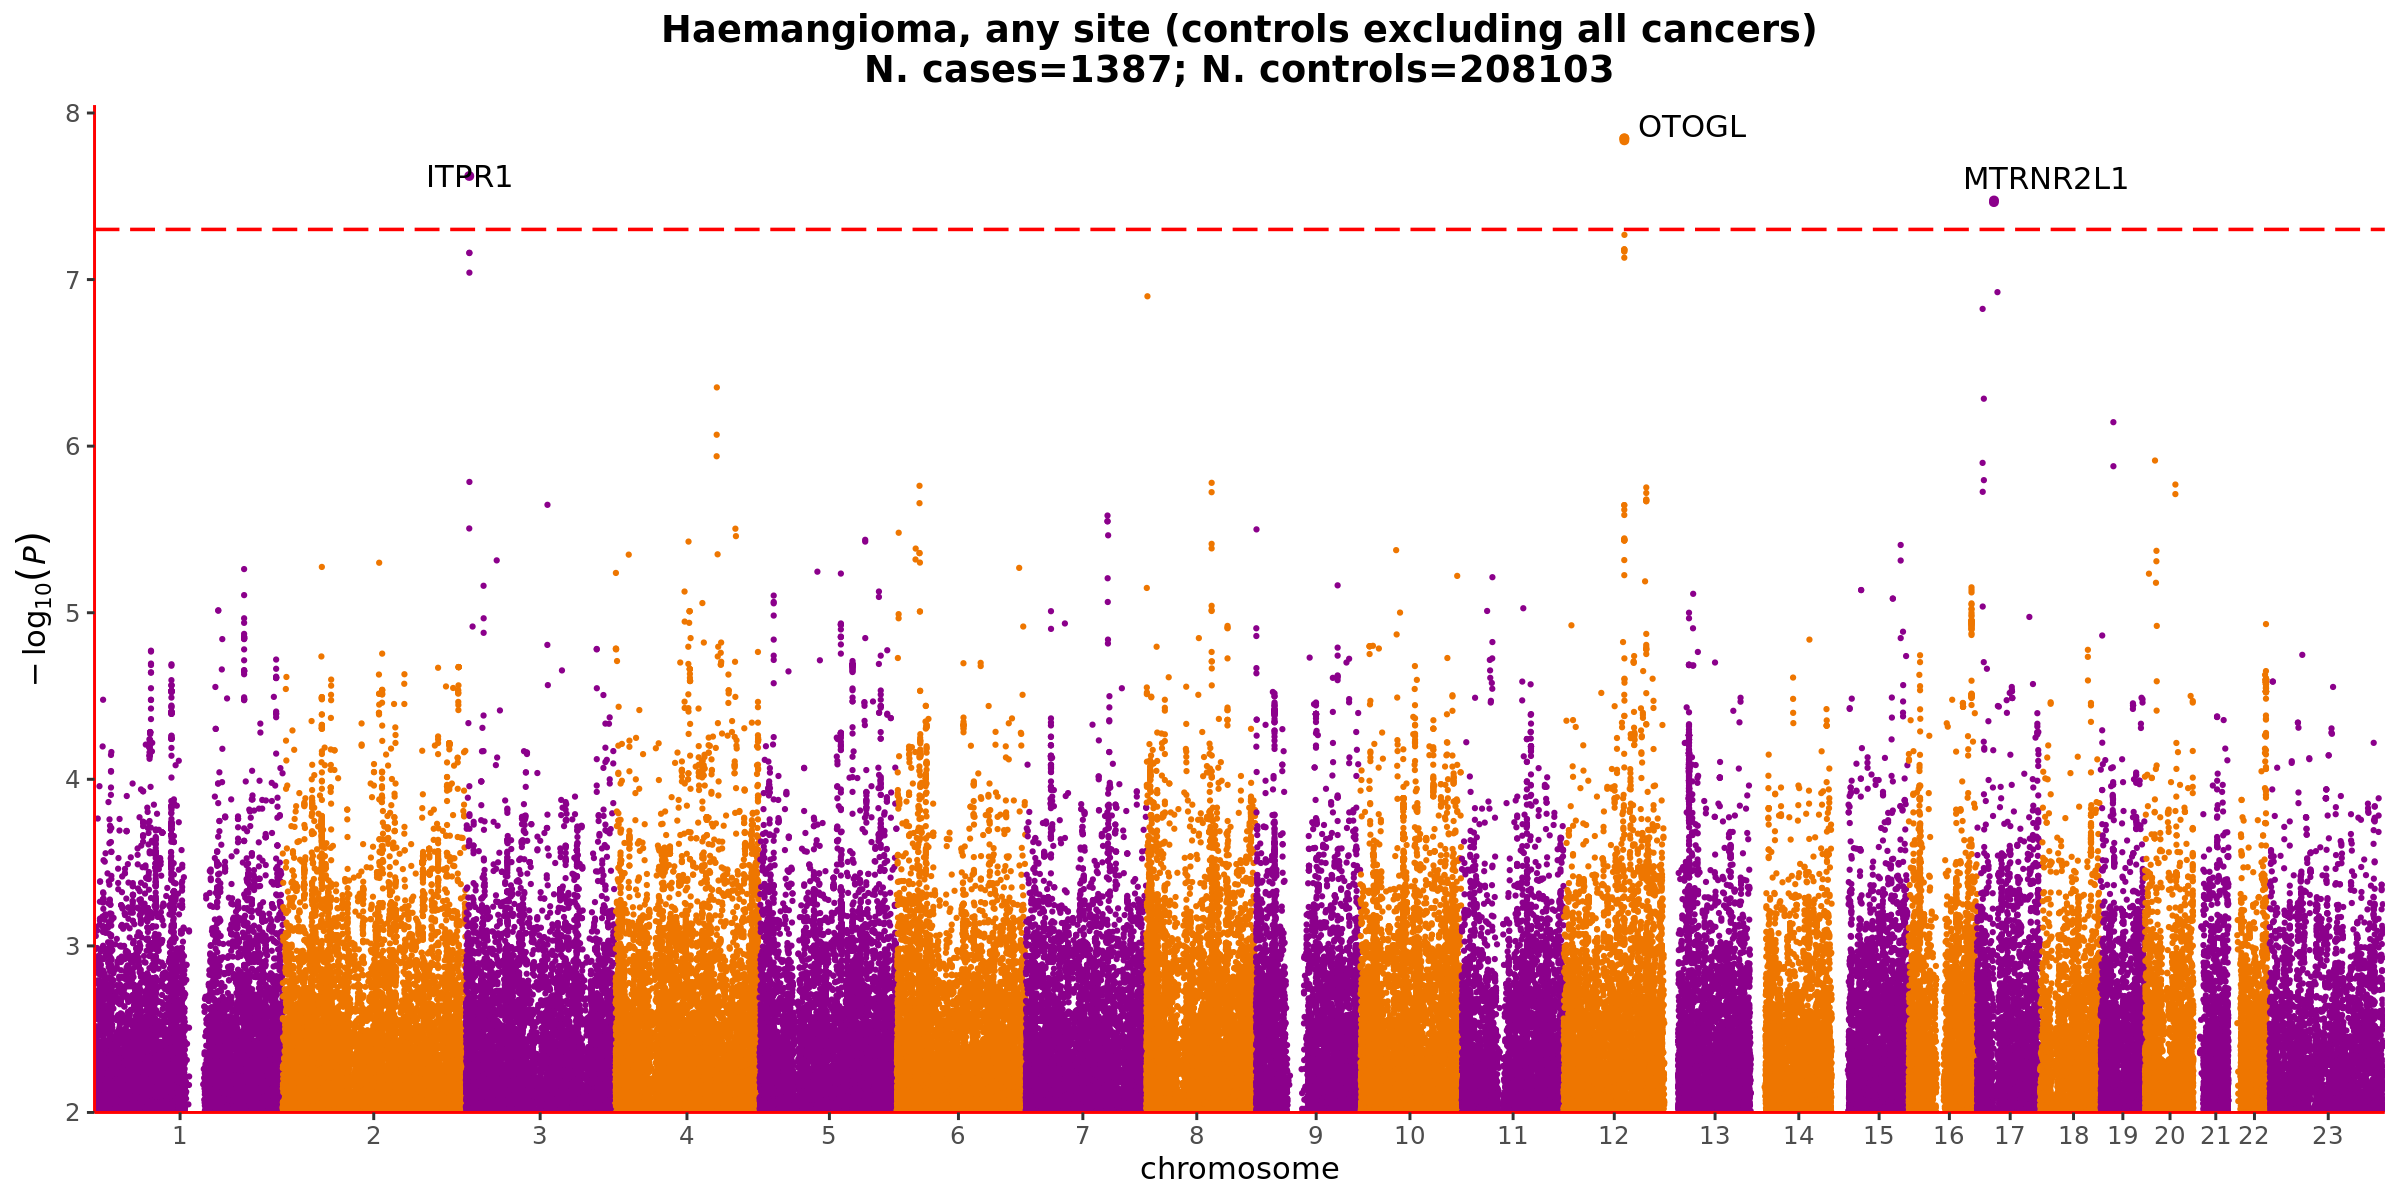 Haemangioma, any site (controls excluding all cancers)
N. cases=1387; N. controls=208103
8
7
6
5
4
3
2
−log10(P)
ITPR1
OTOGL
MTRNR2L1
1 2 3 4 5 6 7 8 9 10 11 12 13 14 15 16 17 18 19 20 21 22 23
chromosome